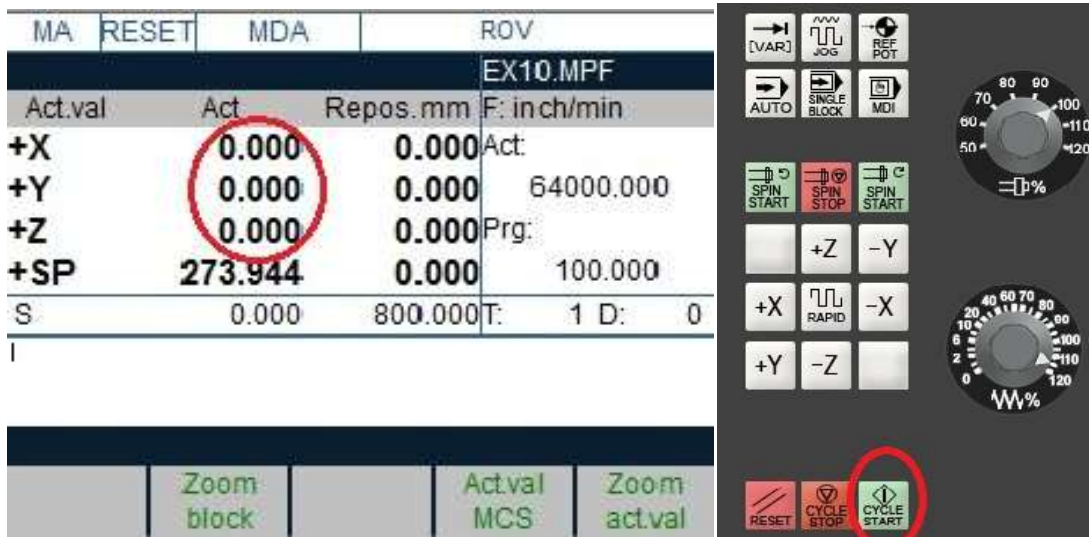 MA RESET MDA ROV
EX10.MPF
Act.val Act Repos.mm F: inch/min
+X 0.000 0.000 Act:
+Y 0.000 0.000 64000.000
+Z 0.000 0.000 Prg:
+SP 273.944 0.000 100.000
S 0.000 800.000 T: 1 D: 0
Zoom block
Act.val MCS
Zoom act.val
[VAR] JOG REF POT
AUTO SINGLE BLOCK MDI
50 60 70 80 90 100 110 120
%
SPIN START SPIN STOP SPIN START
+Z -Y
+X RAPID -X
+Y -Z
0 2 6 10 20 40 60 70 80 90 100 110 120
%
RESET CYCLE STOP CYCLE START